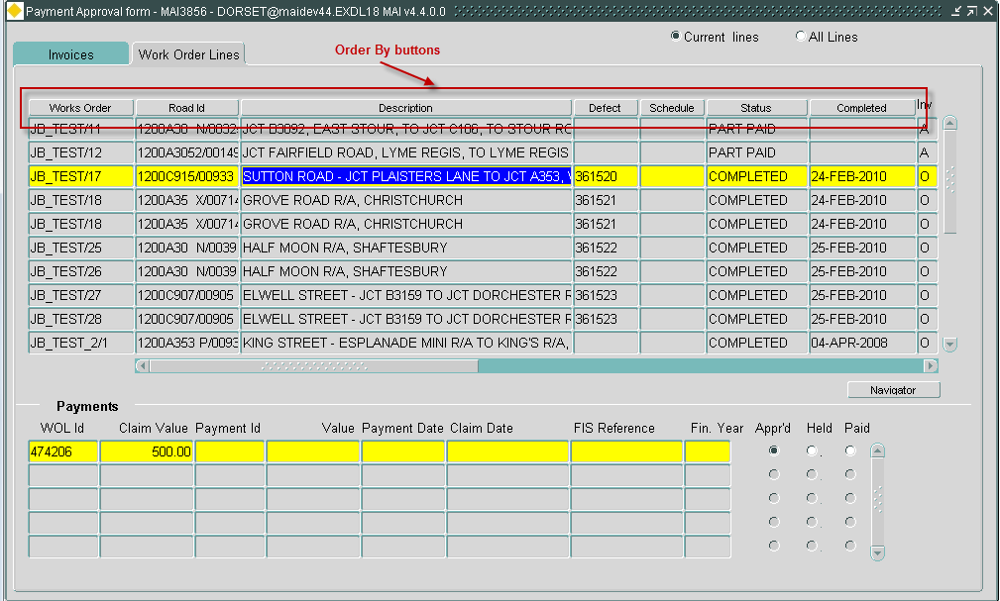 Payment Approval form - MAI3856 - DORSET@maidev44.EXDL18 MAI v4.4.0.0
Current lines All Lines
Invoices Work Order Lines
Order By buttons
Works Order Road Id Description Defect Schedule Status Completed Inv
JB_TEST/11 1200A30 N/0032 JCT B3092, EAST STOUR, TO JCT C186, TO STOUR RO PART PAID A
JB_TEST/12 1200A3052/00149 JCT FAIRFIELD ROAD, LYME REGIS, TO LYME REGIS PART PAID A
JB_TEST/17 1200C915/00933 SUTTON ROAD - JCT PLAISTERS LANE TO JCT A353, W 361520 COMPLETED 24-FEB-2010 O
JB_TEST/18 1200A35 X/00714 GROVE ROAD R/A, CHRISTCHURCH 361521 COMPLETED 24-FEB-2010 O
JB_TEST/18 1200A35 X/00714 GROVE ROAD R/A, CHRISTCHURCH 361521 COMPLETED 24-FEB-2010 O
JB_TEST/25 1200A30 N/0039 HALF MOON R/A, SHAFTESBURY 361522 COMPLETED 25-FEB-2010 O
JB_TEST/26 1200A30 N/0039 HALF MOON R/A, SHAFTESBURY 361522 COMPLETED 25-FEB-2010 O
JB_TEST/27 1200C907/00905 ELWELL STREET - JCT B3159 TO JCT DORCHESTER R 361523 COMPLETED 25-FEB-2010 O
JB_TEST/28 1200C907/00905 ELWELL STREET - JCT B3159 TO JCT DORCHESTER R 361523 COMPLETED 25-FEB-2010 O
JB_TEST_2/1 1200A353 P/0093 KING STREET - ESPLANADE MINI R/A TO KING'S R/A, COMPLETED 04-APR-2008 O
Navigator
Payments
WOL Id Claim Value Payment Id Value Payment Date Claim Date FIS Reference Fin. Year Appr'd Held Paid
474206 500.00